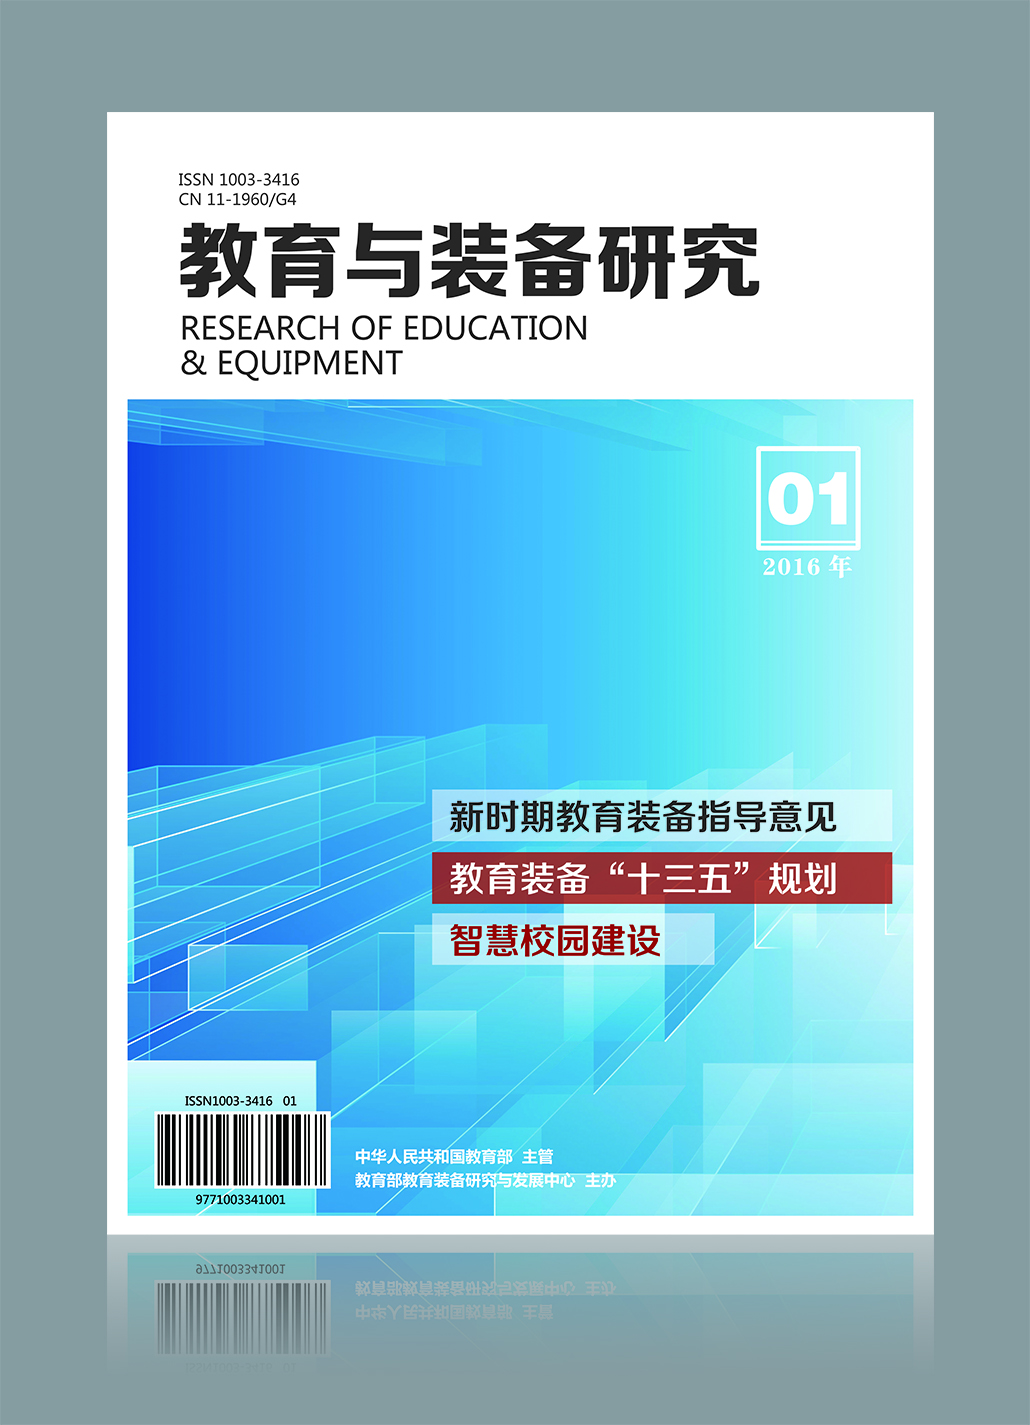 ISSN 1003-3416
CN 11-1960/G4
教育与装备研究
RESEARCH OF EDUCATION
& EQUIPMENT
01
2016 年
新时期教育装备指导意见
教育装备“十三五”规划
智慧校园建设
ISSN1003-3416 01
9771003341001
中华人民共和国教育部 主管
教育部教育装备研究与发展中心 主办